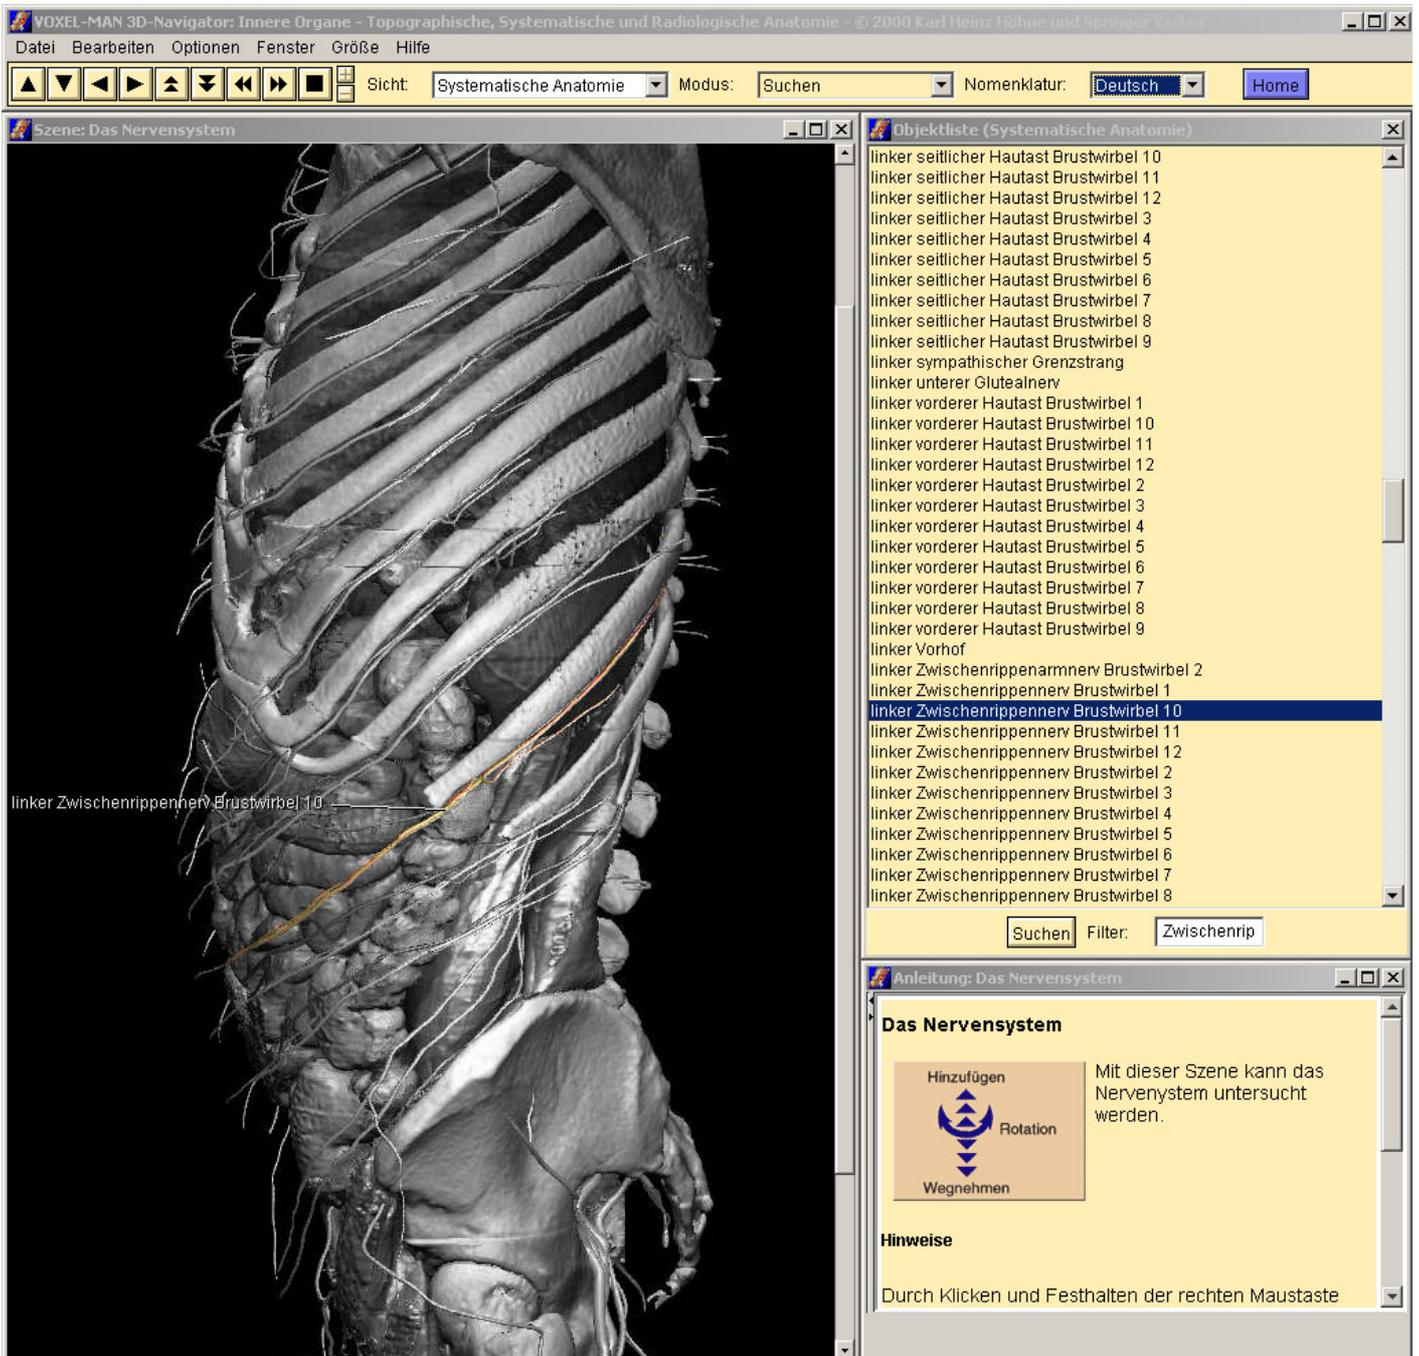 VOXEL-MAN 3D-Navigator: Innere Organe - Topographische, Systematische und Radiologische Anatomie - © 2000 Karl Heinz Höhne und Springer Verlag
Datei Bearbeiten Optionen Fenster Größe Hilfe
Sicht: Systematische Anatomie Modus: Suchen Nomenklatur: Deutsch Home
Szene: Das Nervensystem
linker Zwischenrippennerv Brustwirbel 10
Objektliste (Systematische Anatomie)
linker seitlicher Hautast Brustwirbel 10
linker seitlicher Hautast Brustwirbel 11
linker seitlicher Hautast Brustwirbel 12
linker seitlicher Hautast Brustwirbel 3
linker seitlicher Hautast Brustwirbel 4
linker seitlicher Hautast Brustwirbel 5
linker seitlicher Hautast Brustwirbel 6
linker seitlicher Hautast Brustwirbel 7
linker seitlicher Hautast Brustwirbel 8
linker seitlicher Hautast Brustwirbel 9
linker sympathischer Grenzstrang
linker unterer Glutealnerv
linker vorderer Hautast Brustwirbel 1
linker vorderer Hautast Brustwirbel 10
linker vorderer Hautast Brustwirbel 11
linker vorderer Hautast Brustwirbel 12
linker vorderer Hautast Brustwirbel 2
linker vorderer Hautast Brustwirbel 3
linker vorderer Hautast Brustwirbel 4
linker vorderer Hautast Brustwirbel 5
linker vorderer Hautast Brustwirbel 6
linker vorderer Hautast Brustwirbel 7
linker vorderer Hautast Brustwirbel 8
linker vorderer Hautast Brustwirbel 9
linker Vorhof
linker Zwischenrippenarmnerv Brustwirbel 2
linker Zwischenrippennerv Brustwirbel 1
linker Zwischenrippennerv Brustwirbel 10
linker Zwischenrippennerv Brustwirbel 11
linker Zwischenrippennerv Brustwirbel 12
linker Zwischenrippennerv Brustwirbel 2
linker Zwischenrippennerv Brustwirbel 3
linker Zwischenrippennerv Brustwirbel 4
linker Zwischenrippennerv Brustwirbel 5
linker Zwischenrippennerv Brustwirbel 6
linker Zwischenrippennerv Brustwirbel 7
linker Zwischenrippennerv Brustwirbel 8
Suchen Filter: Zwischenrip
Anleitung: Das Nervensystem
Das Nervensystem
Hinzufügen
Rotation
Wegnehmen
Mit dieser Szene kann das
Nervenystem untersucht
werden.
Hinweise
Durch Klicken und Festhalten der rechten Maustaste